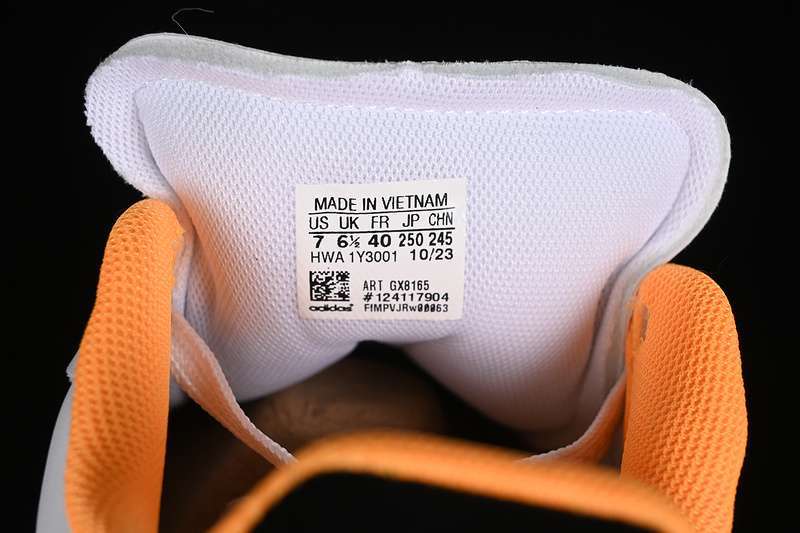 MADE IN VIETNAM
US UK FR JP CHN
7 6½ 40 250 245
HWA 1Y3001 10/23
ART GX8165
#124117904
adidas FIMPVJRw00063